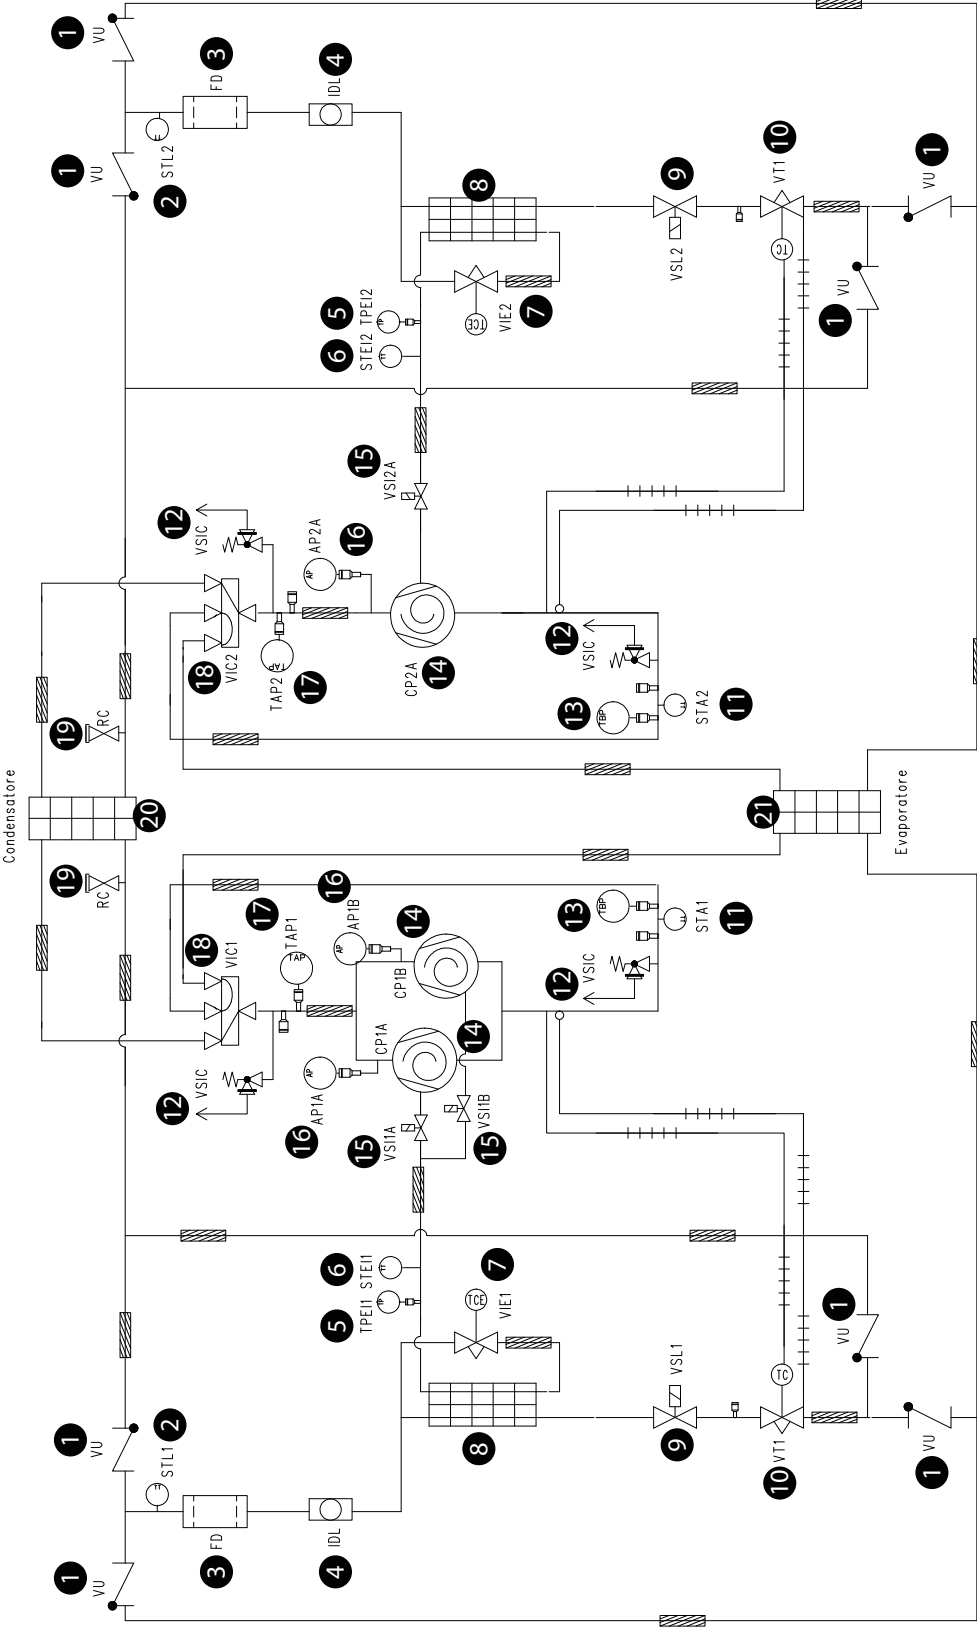 Condensatore
Evaporatore
1
VU
1
VU
2
STL2
3
FD
4
IDL
5
TPEI2
6
STEI2
TP
TT
TCE
VIE2
7
8
9
VSL2
10
VT1
TC
1
VU
1
VU
12
VSIC
18
VIC2
TAP
TAP2
17
AP
AP2A
16
15
VSI2A
CP2A
14
12
VSIC
13
TBP
STA2
11
19
RC
20
19
RC
21
18
VIC1
17
TAP1
TAP
16
AP1B
AP
14
CP1B
CP1A
14
12
VSIC
AP
AP1A
16
15
VSI1A
VSI1B
15
13
TBP
12
VSIC
STA1
11
6
STEI1
5
TPEI1
TT
TP
7
VIE1
TCE
8
9
VSL1
10
VT1
TC
1
VU
1
VU
1
VU
2
STL1
1
VU
3
FD
4
IDL